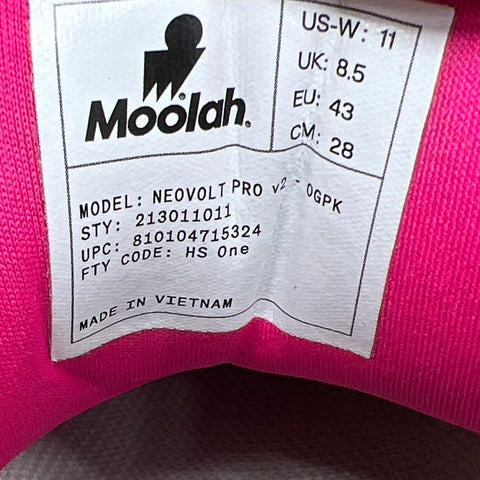 Moolah.
US-W: 11
UK: 8.5
EU: 43
CM: 28
MODEL: NEOVOLT PRO v2 - OGPK
STY: 213011011
UPC: 810104715324
FTY CODE: HS One
MADE IN VIETNAM